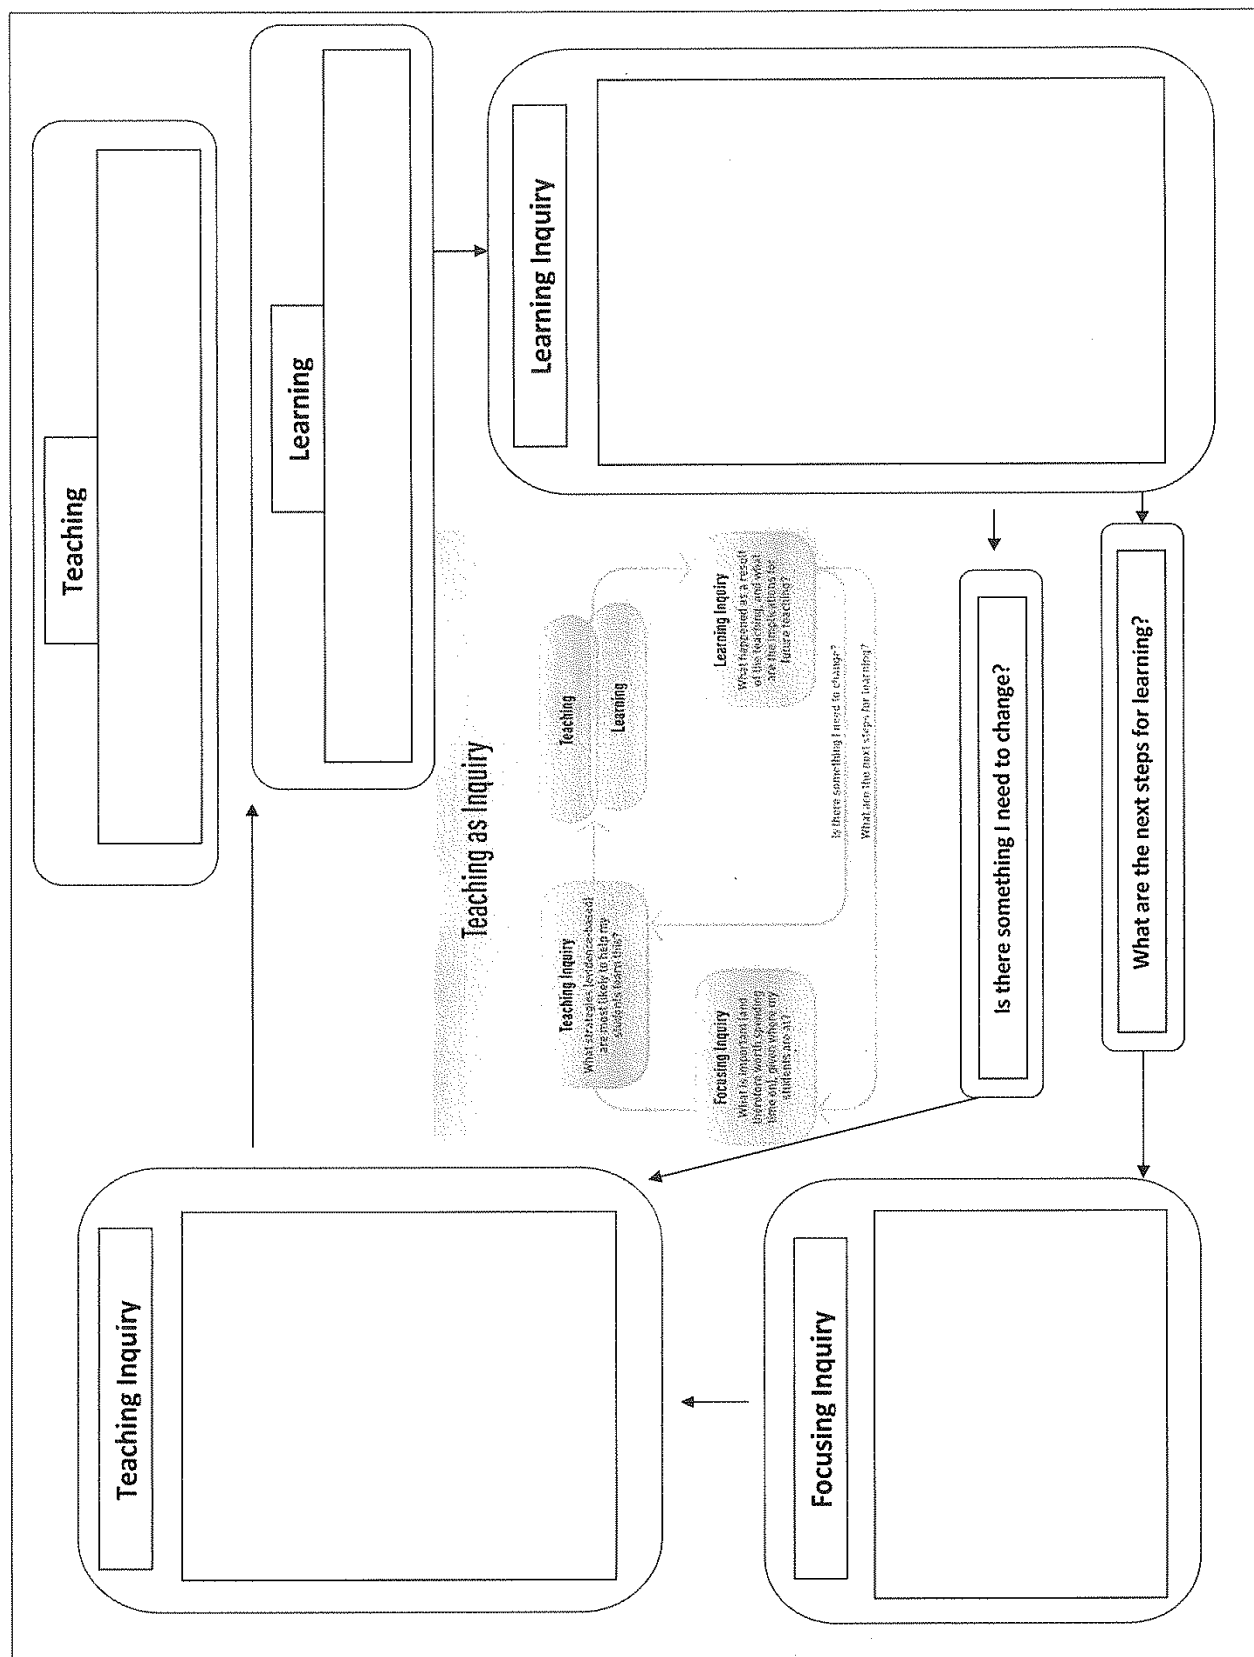 Teaching
Learning
Teaching Inquiry
Learning Inquiry
Focusing Inquiry
Is there something I need to change?
What are the next steps for learning?
Teaching as Inquiry
Teaching Inquiry
What strategies (evidence-based)
are most likely to help my
students learn this?
Teaching
Learning
Focusing Inquiry
What is important (and
therefore worth spending
time on), given where my
students are at?
Learning Inquiry
What happened as a result
of the teaching, and what
are the implications for
future teaching?
Is there something I need to change?
What are the next steps for learning?